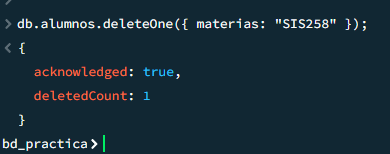 > db.alumnos.deleteOne({ materias: "SIS258" });
< {
acknowledged: true,
deletedCount: 1
}
bd_practica>